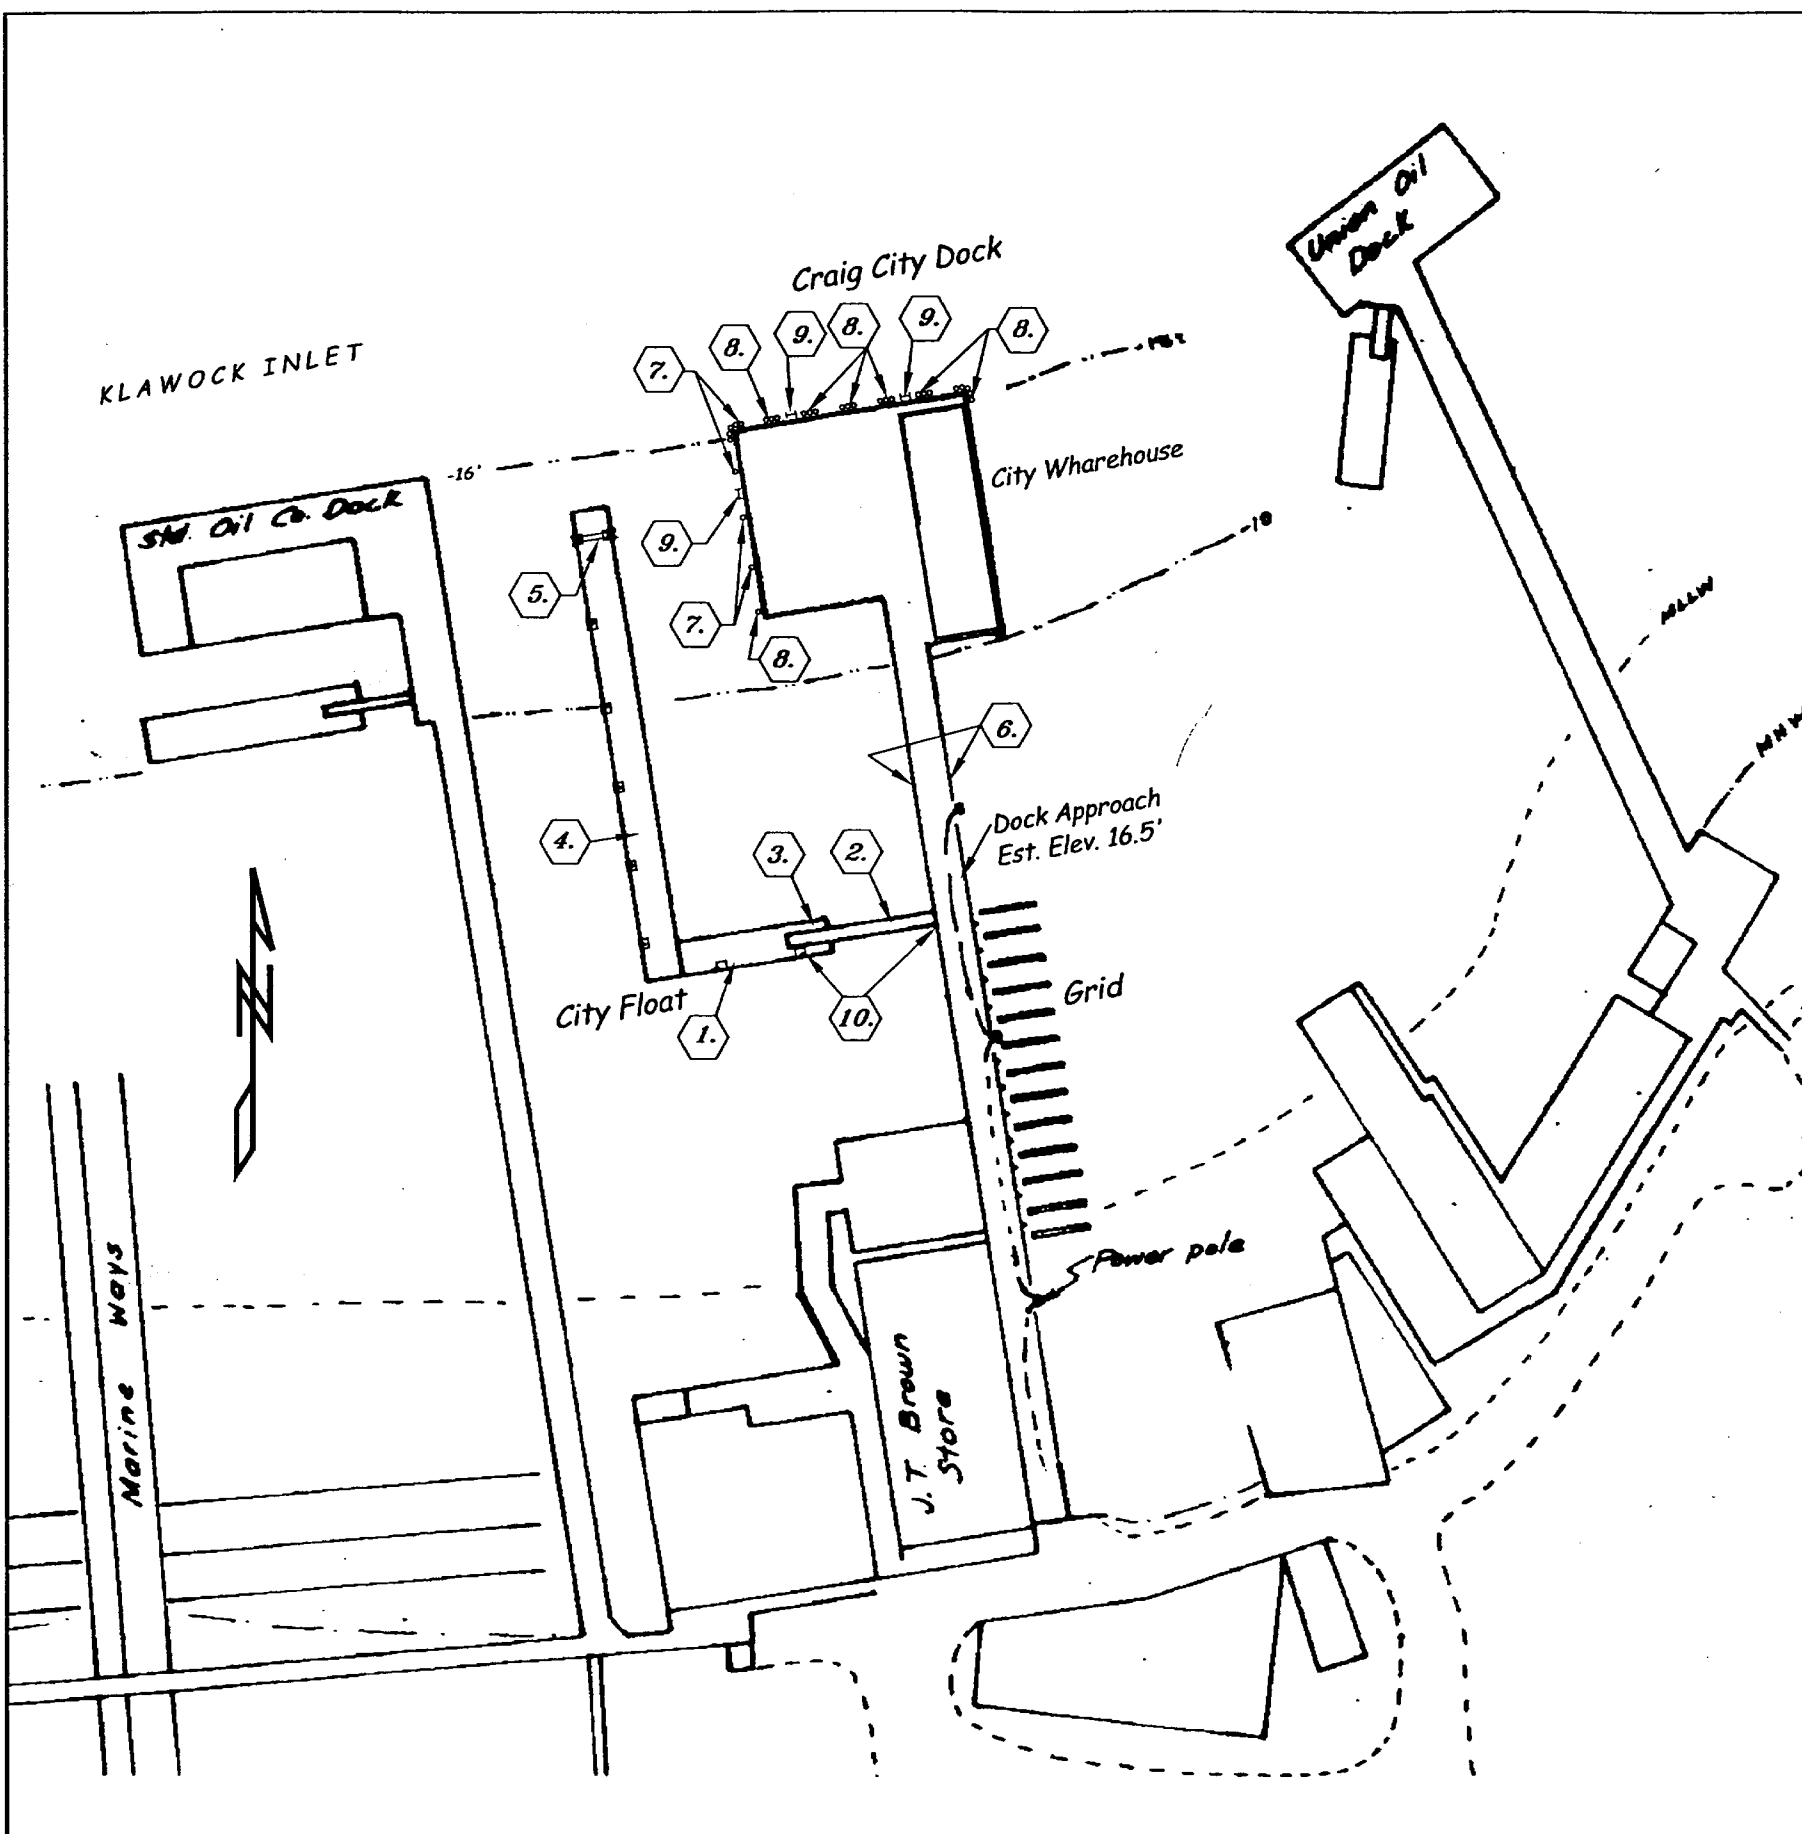 Union Oil
Dock
Craig City Dock
KLAWOCK INLET
7.
8.
9.
8.
9.
8.
-16'
City Wharehouse
Std. Oil Co. Dock
9.
5.
7.
8.
-10
MLLW
6.
4.
3.
2.
Dock Approach
Est. Elev. 16.5'
City Float
1.
10.
Grid
Power pole
Marine Ways
J. T. Brown
Store